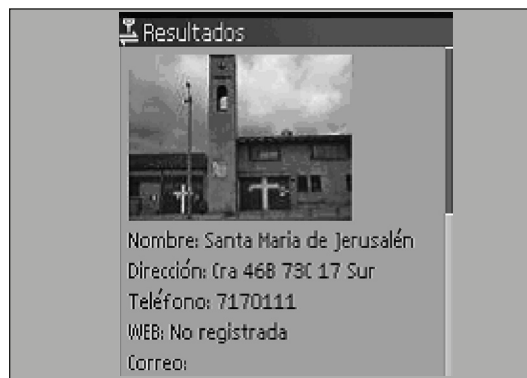 Resultados
Nombre: Santa Maria de Jerusalén
Dirección: Cra 46B 73C 17 Sur
Teléfono: 7170111
WEB: No registrada
Correo: